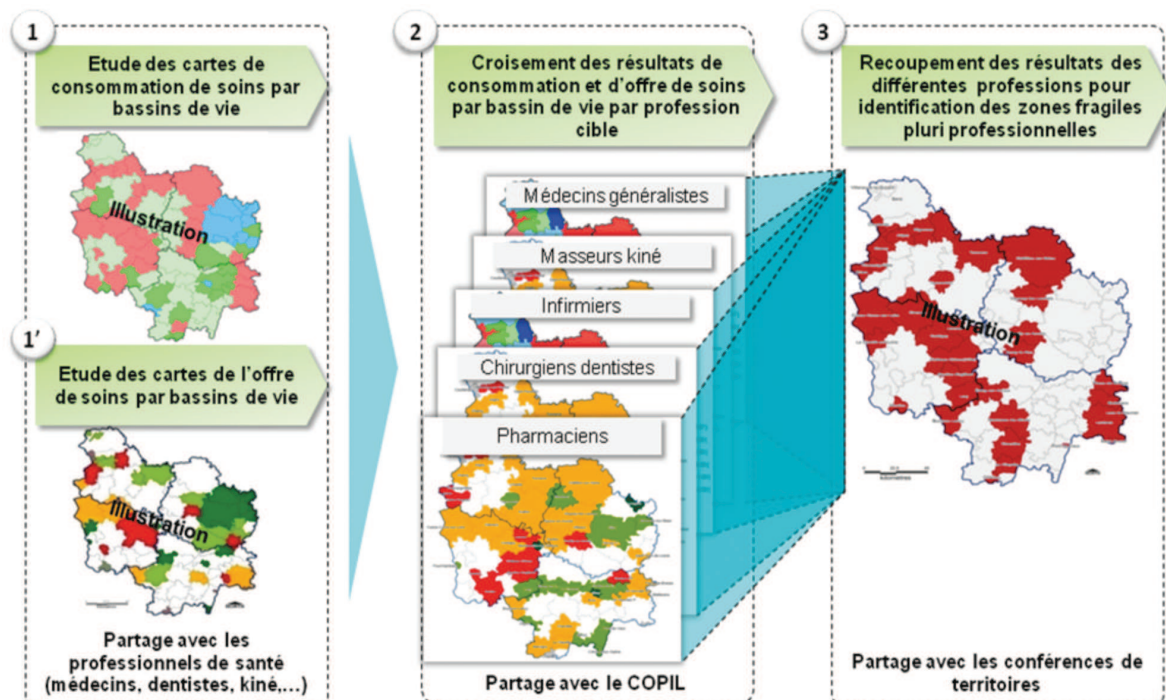 1
Etude des cartes de
consommation de soins par
bassins de vie
Illustration
1'
Etude des cartes de l'offre
de soins par bassins de vie
Illustration
Partage avec les
professionnels de santé
(médecins, dentistes, kiné,...)
2
Croisement des résultats de
consommation et d'offre de soins
par bassin de vie par profession
cible
Médecins généralistes
Masseurs kiné
Infirmiers
Chirurgiens dentistes
Pharmaciens
Partage avec le COPIL
3
Recoupement des résultats des
différentes professions pour
identification des zones fragiles
pluri professionnelles
Illustration
Partage avec les conférences de
territoires